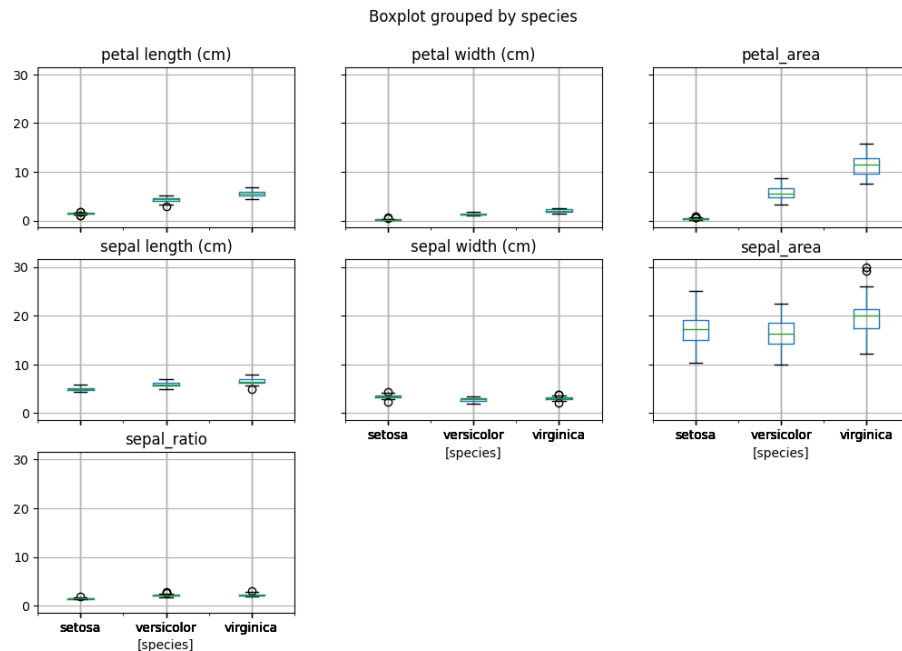 Boxplot grouped by species
petal length (cm)
petal width (cm)
petal_area
30
20
10
0
sepal length (cm)
sepal width (cm)
sepal_area
30
20
10
0
setosa versicolor virginica
[species]
setosa versicolor virginica
[species]
sepal_ratio
30
20
10
0
setosa versicolor virginica
[species]